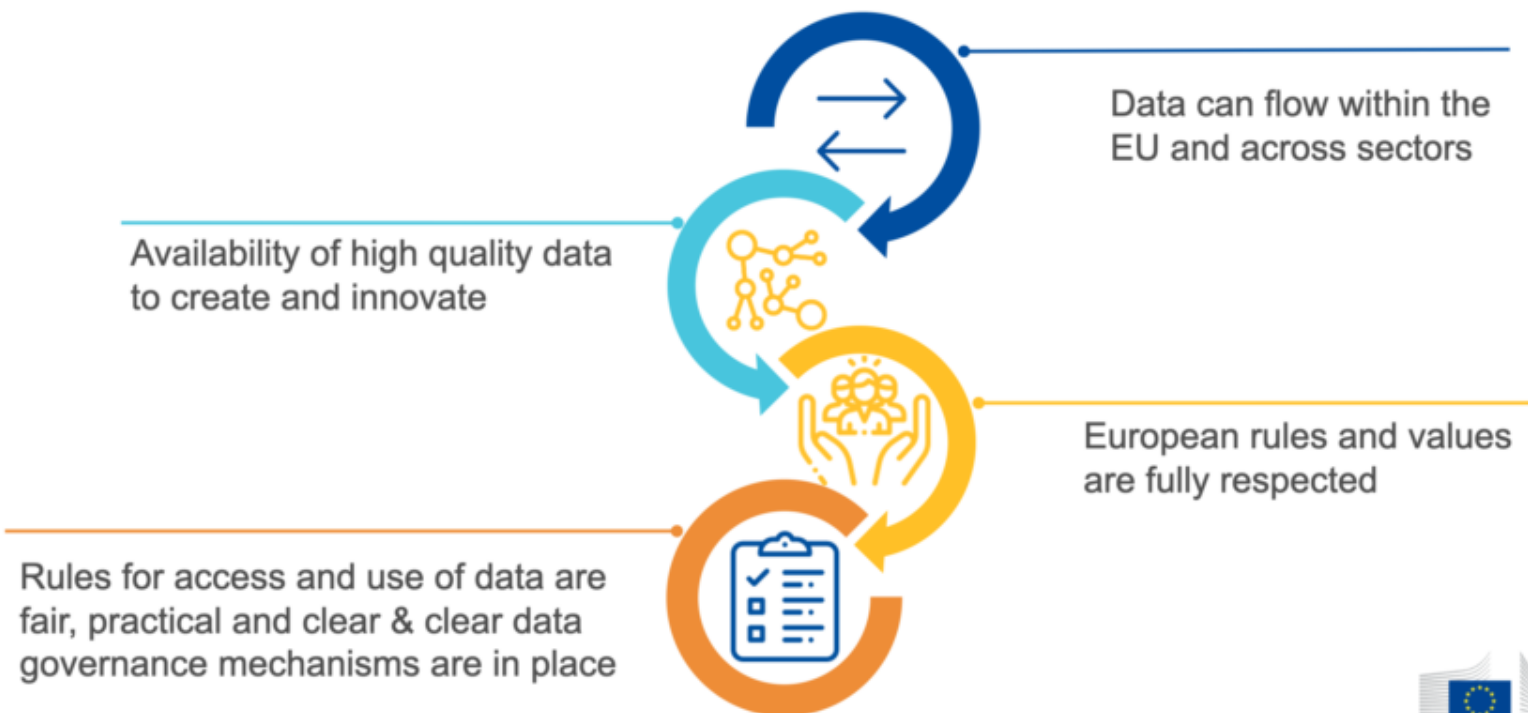 Data can flow within the
EU and across sectors
Availability of high quality data
to create and innovate
European rules and values
are fully respected
Rules for access and use of data are
fair, practical and clear & clear data
governance mechanisms are in place